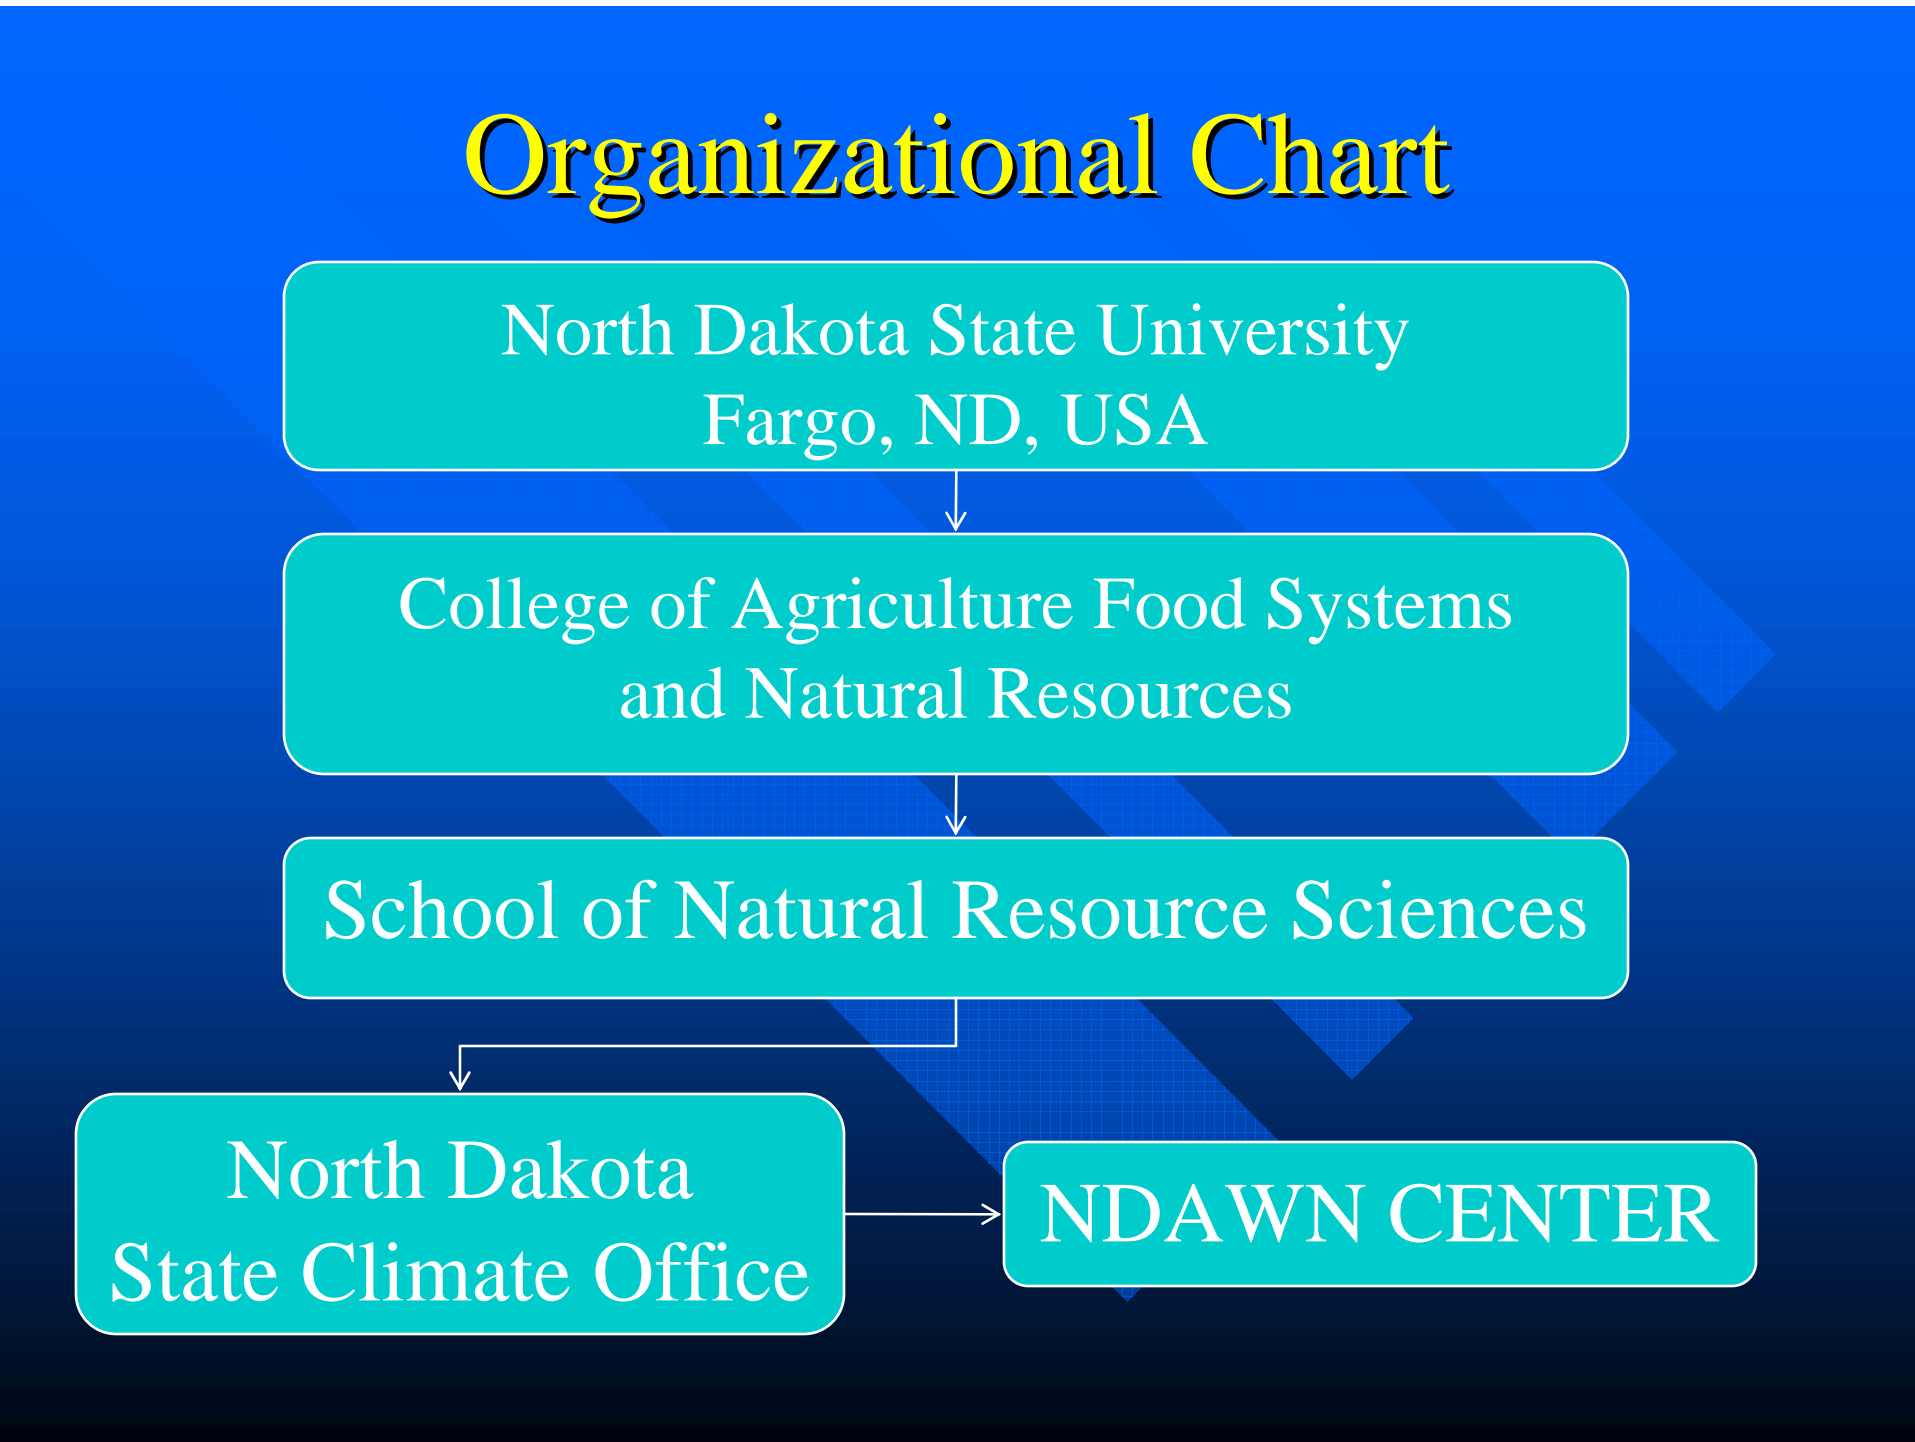 Organizational Chart
North Dakota State University
Fargo, ND, USA
College of Agriculture Food Systems
and Natural Resources
School of Natural Resource Sciences
North Dakota
State Climate Office
NDAWN CENTER